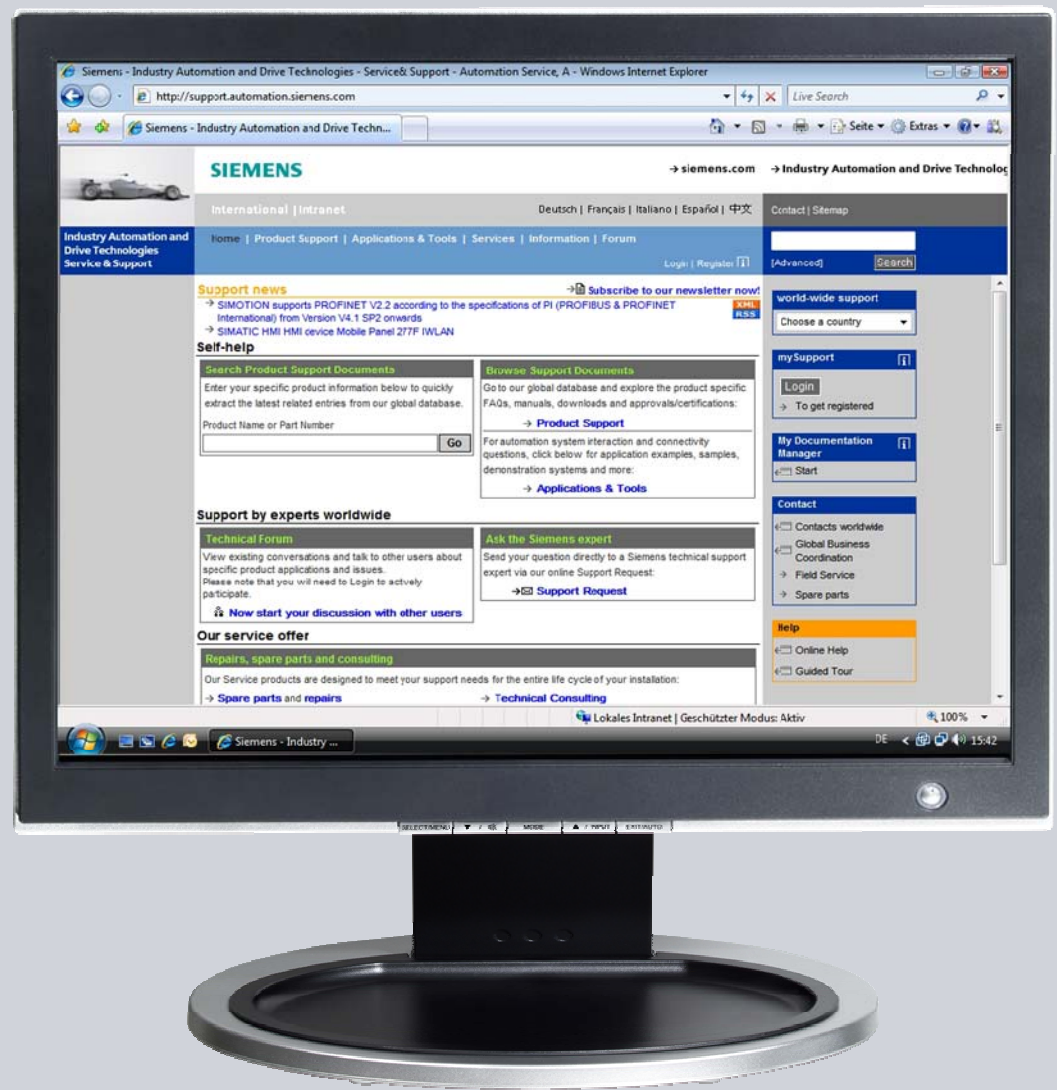 Siemens - Industry Automation and Drive Technologies - Service& Support - Automation Service, A - Windows Internet Explorer
http://support.automation.siemens.com
Live Search
Siemens - Industry Automation and Drive Techn...
Seite
Extras
SIEMENS
→ siemens.com
→ Industry Automation and Drive Technolog
International | Intranet
Deutsch | Français | Italiano | Español | 中文
Contact | Sitemap
Industry Automation and
Drive Technologies
Service & Support
Home | Product Support | Applications & Tools | Services | Information | Forum
Login | Register
[Advanced]
Search
Support news
→ Subscribe to our newsletter now!
→ SIMOTION supports PROFINET V2.2 according to the specifications of PI (PROFIBUS & PROFINET
International) from Version V4.1 SP2 onwards
XML
RSS
→ SIMATIC HMI HMI device Mobile Panel 277F IWLAN
Self-help
Search Product Support Documents
Enter your specific product information below to quickly
extract the latest related entries from our global database.
Product Name or Part Number
Go
Browse Support Documents
Go to our global database and explore the product specific
FAQs, manuals, downloads and approvals/certifications:
→ Product Support
For automation system interaction and connectivity
questions, click below for application examples, samples,
demonstration systems and more:
→ Applications & Tools
Support by experts worldwide
Technical Forum
View existing conversations and talk to other users about
specific product applications and issues.
Please note that you will need to Login to actively
participate.
Now start your discussion with other users
Ask the Siemens expert
Send your question directly to a Siemens technical support
expert via our online Support Request:
→ Support Request
Our service offer
Repairs, spare parts and consulting
Our Service products are designed to meet your support needs for the entire life cycle of your installation:
→ Spare parts and repairs
→ Technical Consulting
world-wide support
Choose a country
mySupport
Login
→ To get registered
My Documentation
Manager
Start
Contact
Contacts worldwide
Global Business
Coordination
→ Field Service
→ Spare parts
Help
Online Help
Guided Tour
Lokales Intranet | Geschützter Modus: Aktiv
100%
Siemens - Industry ...
DE
15:42
SELECT/MENU
MODE
▲ / INPUT
EXIT/AUTO